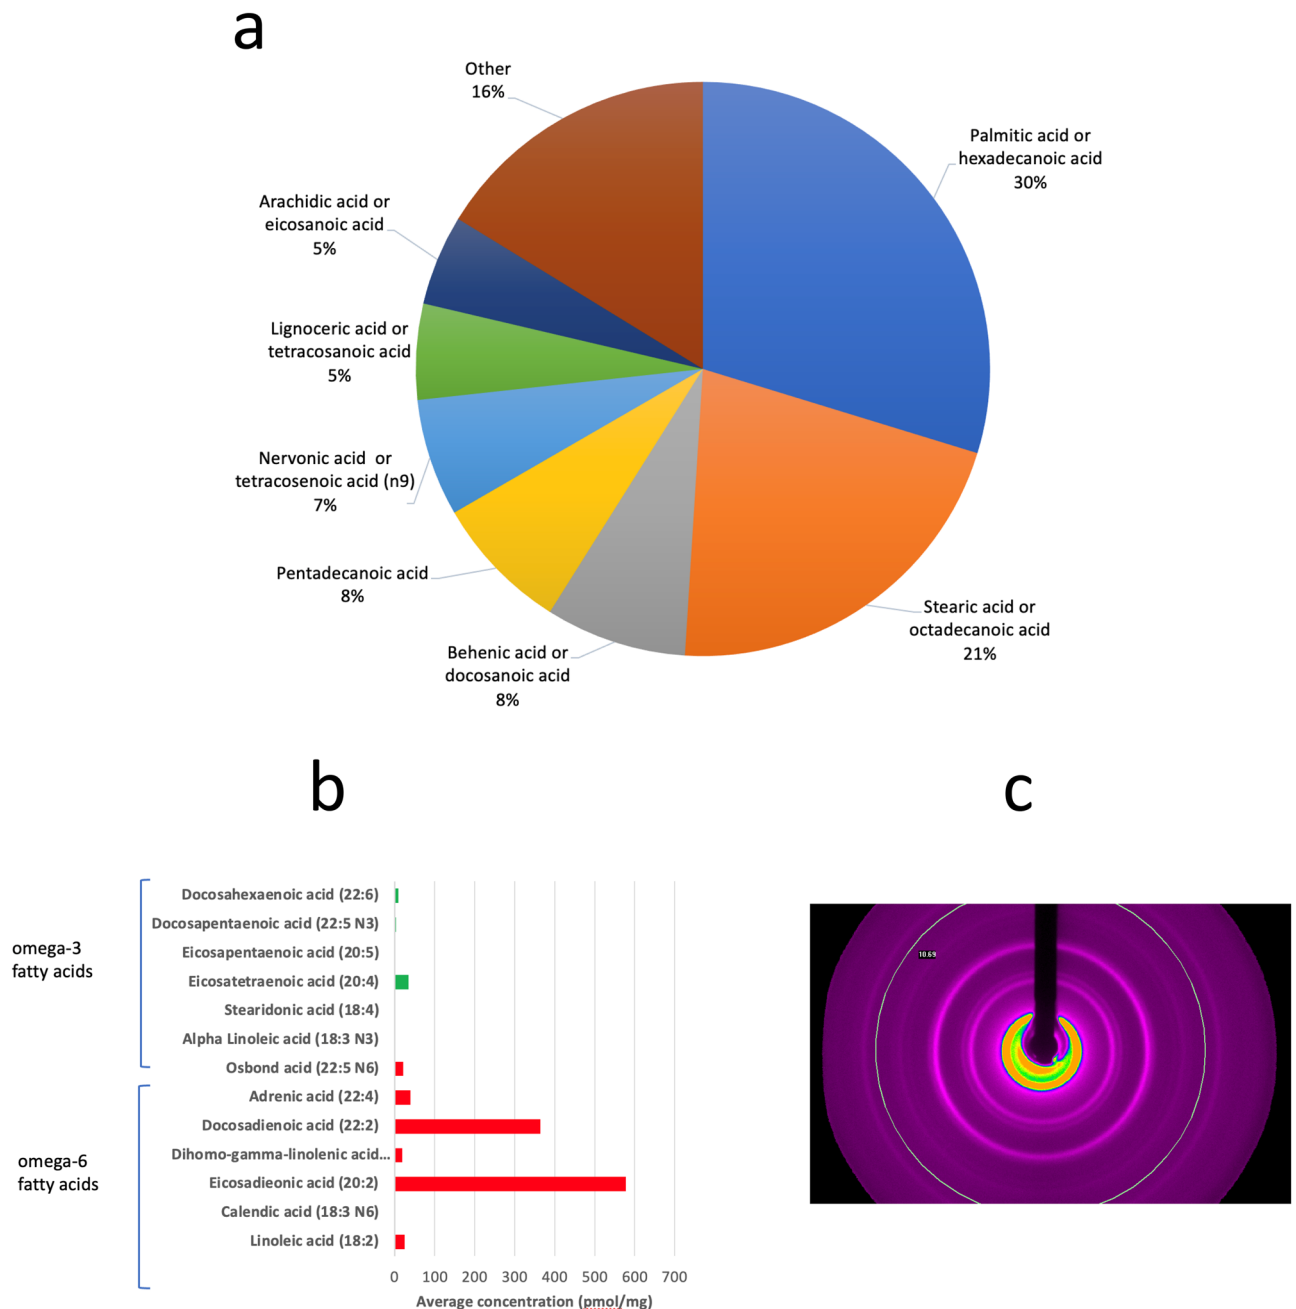 a
Other
16%
Palmitic acid or
hexadecanoic acid
30%
Arachidic acid or
eicosanoic acid
5%
Lignoceric acid or
tetracosanoic acid
5%
Nervonic acid  or
tetracosenoic acid (n9)
7%
Pentadecanoic acid
8%
Behenic acid or
docosanoic acid
8%
Stearic acid or
octadecanoic acid
21%
b
omega-3
fatty acids
omega-6
fatty acids
Docosahexaenoic acid (22:6)
Docosapentaenoic acid (22:5 N3)
Eicosapentaenoic acid (20:5)
Eicosatetraenoic acid (20:4)
Stearidonic acid (18:4)
Alpha Linoleic acid (18:3 N3)
Osbond acid (22:5 N6)
Adrenic acid (22:4)
Docosadienoic acid (22:2)
Dihomo-gamma-linolenic acid...
Eicosadieonic acid (20:2)
Calendic acid (18:3 N6)
Linoleic acid (18:2)
0 100 200 300 400 500 600 700
Average concentration (pmol/mg)
c
10.69